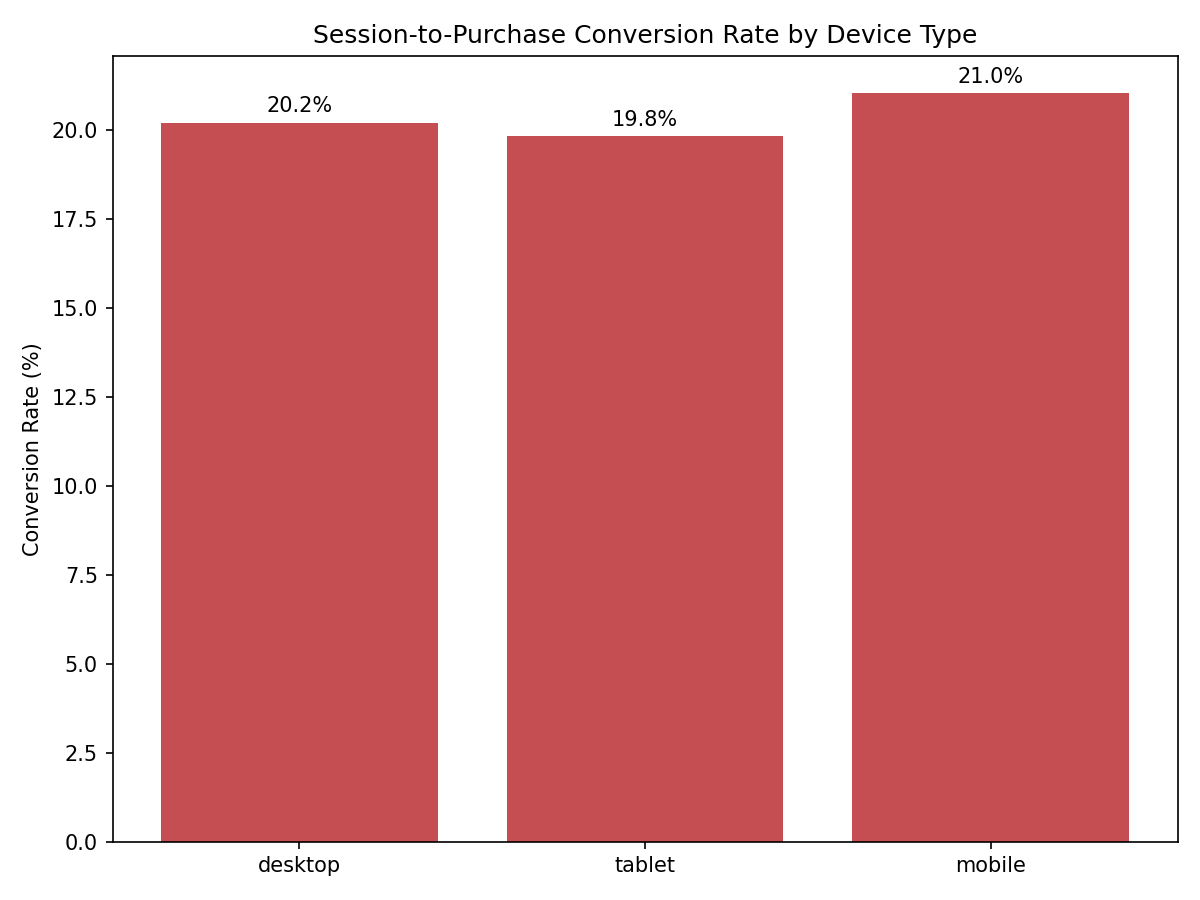 Session-to-Purchase Conversion Rate by Device Type
Conversion Rate (%)
20.0
17.5
15.0
12.5
10.0
7.5
5.0
2.5
0.0
20.2%
19.8%
21.0%
desktop
tablet
mobile